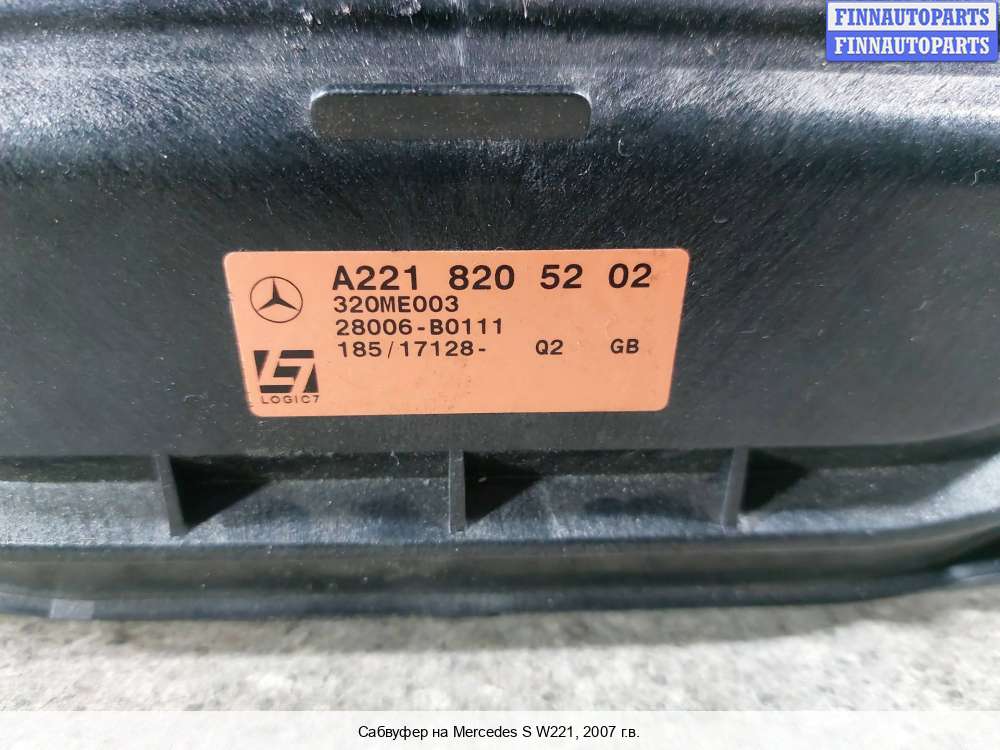 FINNAUTOPARTS
FINNAUTOPARTS
A221 820 52 02
320ME003
28006-B0111
185/17128- Q2 GB
LOGIC7
Сабвуфер на Mercedes S W221, 2007 г.в.